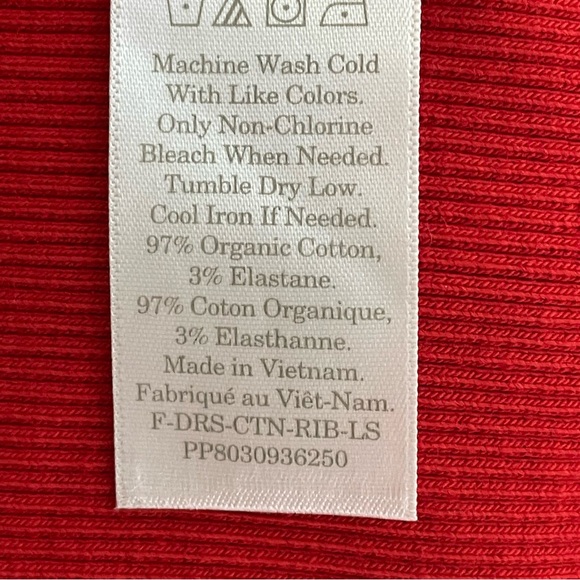 Machine Wash Cold
With Like Colors.
Only Non-Chlorine
Bleach When Needed.
Tumble Dry Low.
Cool Iron If Needed.
97% Organic Cotton,
3% Elastane.
97% Coton Organique,
3% Elasthanne.
Made in Vietnam.
Fabriqué au Viêt-Nam.
F-DRS-CTN-RIB-LS
PP8030936250